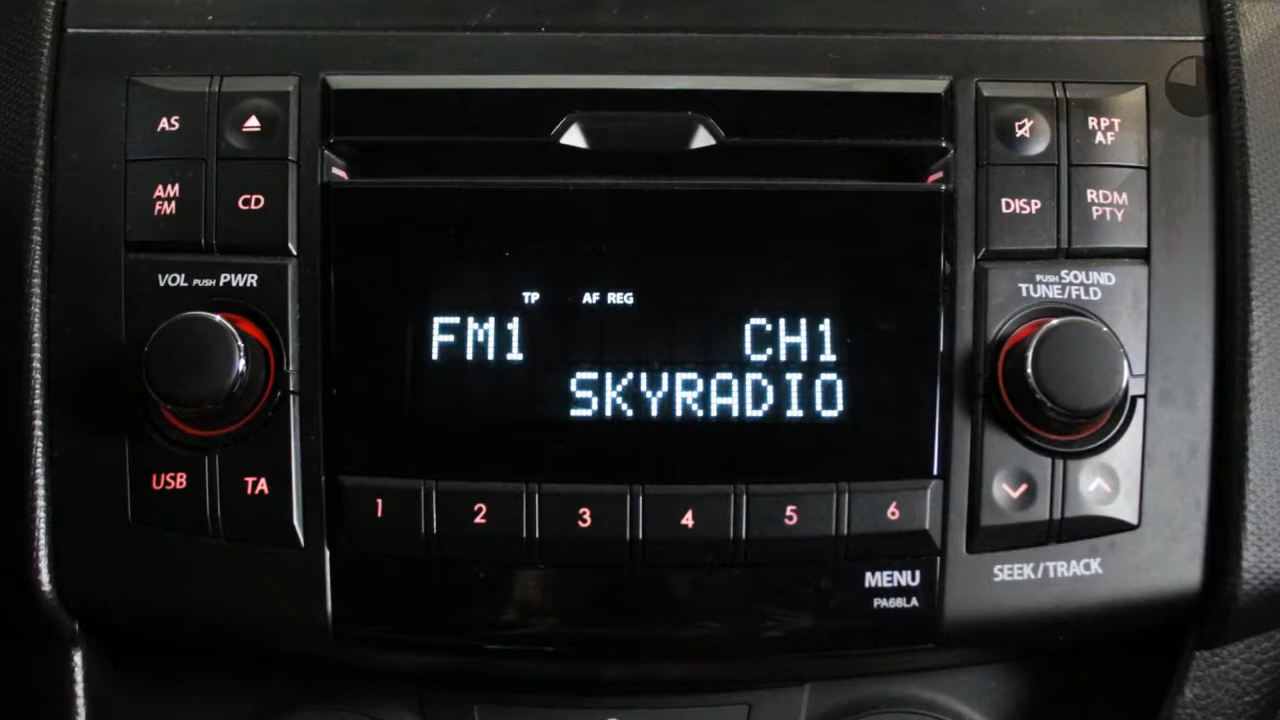 AS
AM
FM
CD
VOL PUSH PWR
USB
TA
TP AF REG
FM1 CH1
SKYRADIO
1 2 3 4 5 6
MENU
PA68LA
RPT
AF
DISP
RDM
PTY
PUSH SOUND
TUNE/FLD
SEEK/TRACK